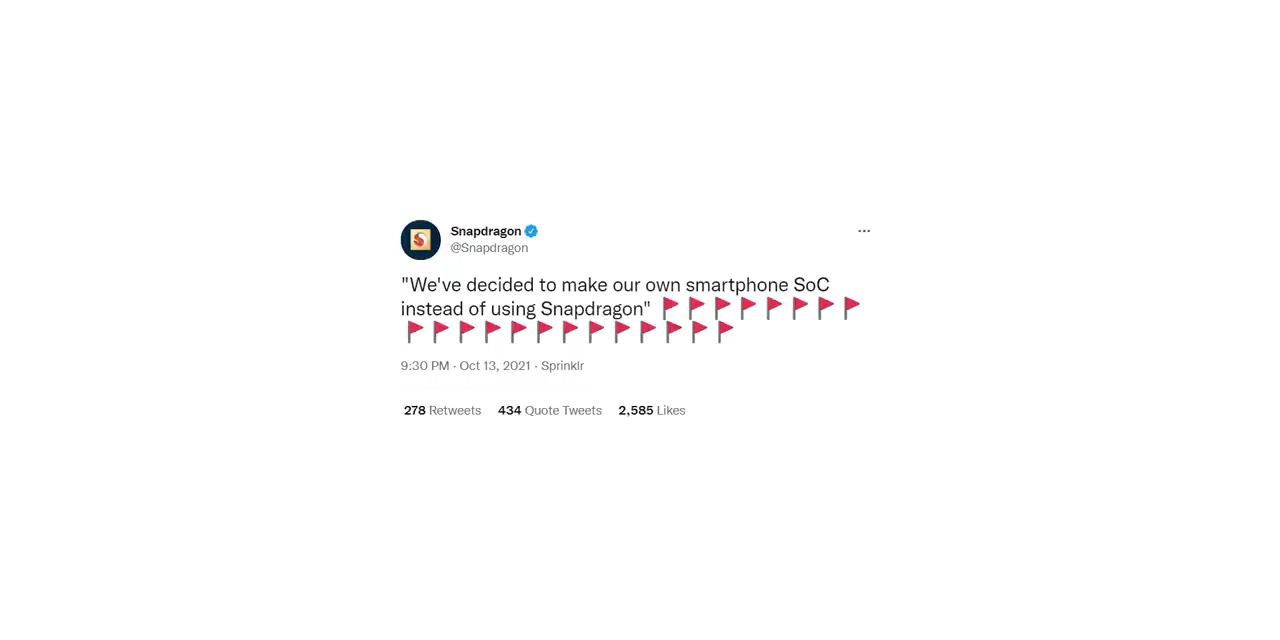 Snapdragon
@Snapdragon
"We've decided to make our own smartphone SoC
instead of using Snapdragon" 🚩🚩🚩🚩🚩🚩🚩🚩
🚩🚩🚩🚩🚩🚩🚩🚩🚩🚩🚩🚩🚩
9:30 PM · Oct 13, 2021 · Sprinklr
278 Retweets 434 Quote Tweets 2,585 Likes